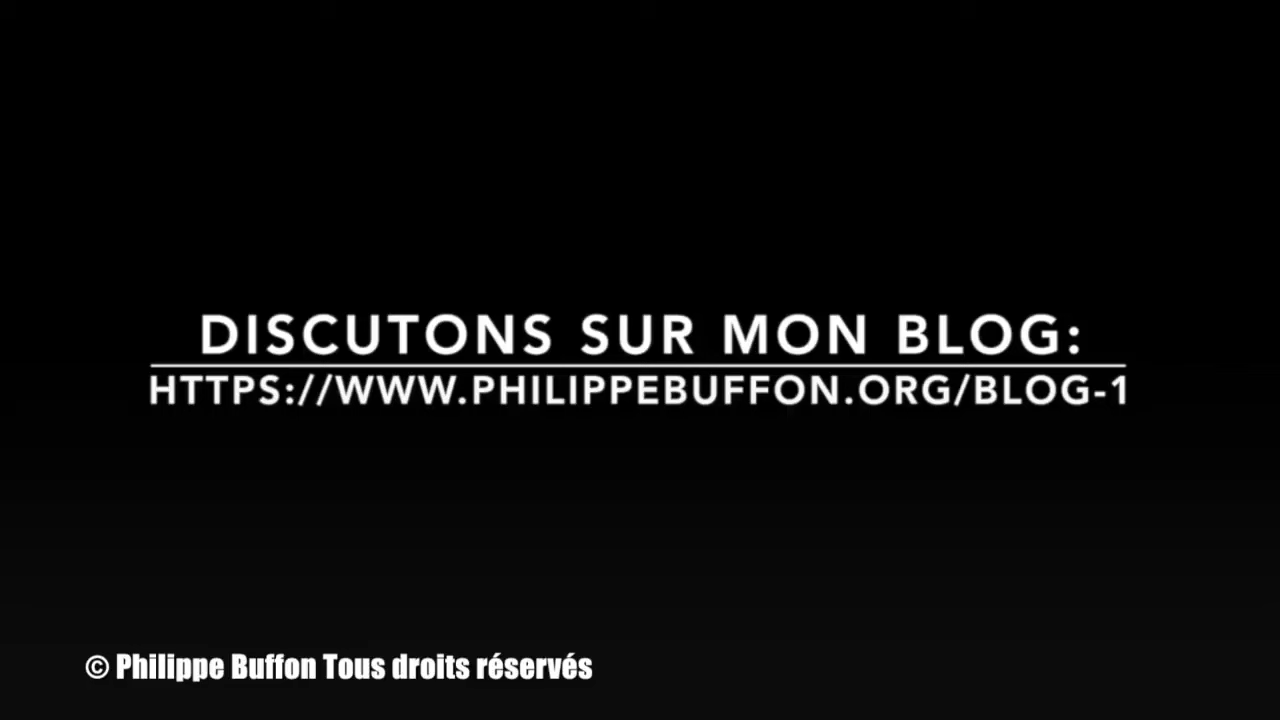 DISCUTONS SUR MON BLOG:
HTTPS://WWW.PHILIPPEBUFFON.ORG/BLOG-1
© Philippe Buffon Tous droits réservés